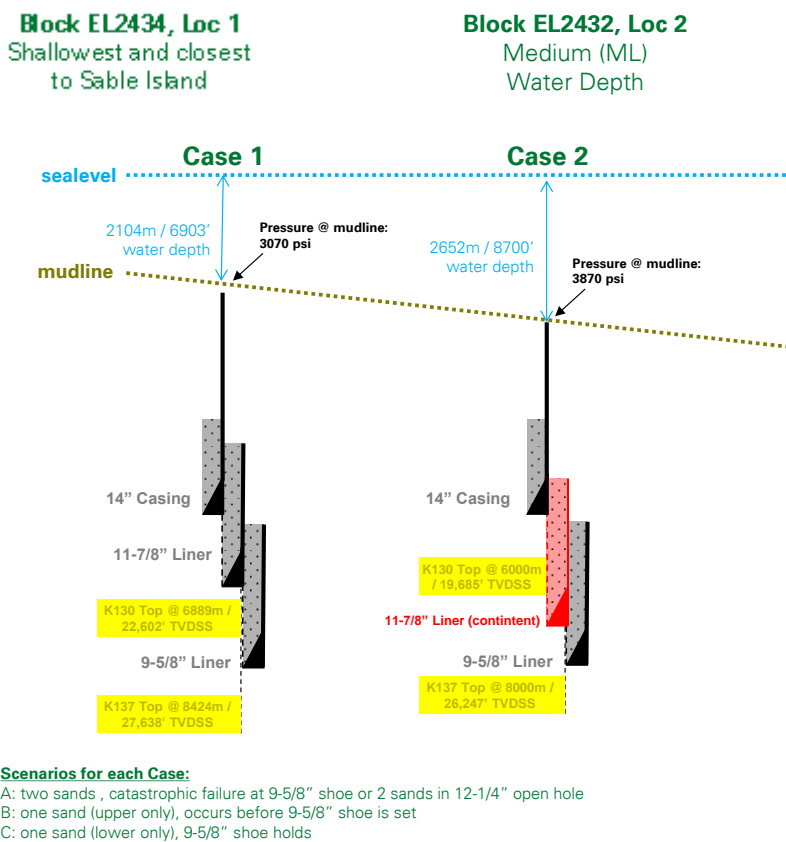 Block EL2434, Loc 1
Shallowest and closest
to Sable Island
Block EL2432, Loc 2
Medium (ML)
Water Depth
Case 1
Case 2
sealevel
2104m / 6903’
water depth
Pressure @ mudline:
3070 psi
2652m / 8700’
water depth
Pressure @ mudline:
3870 psi
mudline
14” Casing
11-7/8” Liner
K130 Top @ 6889m /
22,602’ TVDSS
9-5/8” Liner
K137 Top @ 8424m /
27,638’ TVDSS
14” Casing
K130 Top @ 6000m
/ 19,685’ TVDSS
11-7/8” Liner (contintent)
9-5/8” Liner
K137 Top @ 8000m /
26,247’ TVDSS
Scenarios for each Case:
A: two sands , catastrophic failure at 9-5/8” shoe or 2 sands in 12-1/4” open hole
B: one sand (upper only), occurs before 9-5/8” shoe is set
C: one sand (lower only), 9-5/8” shoe holds